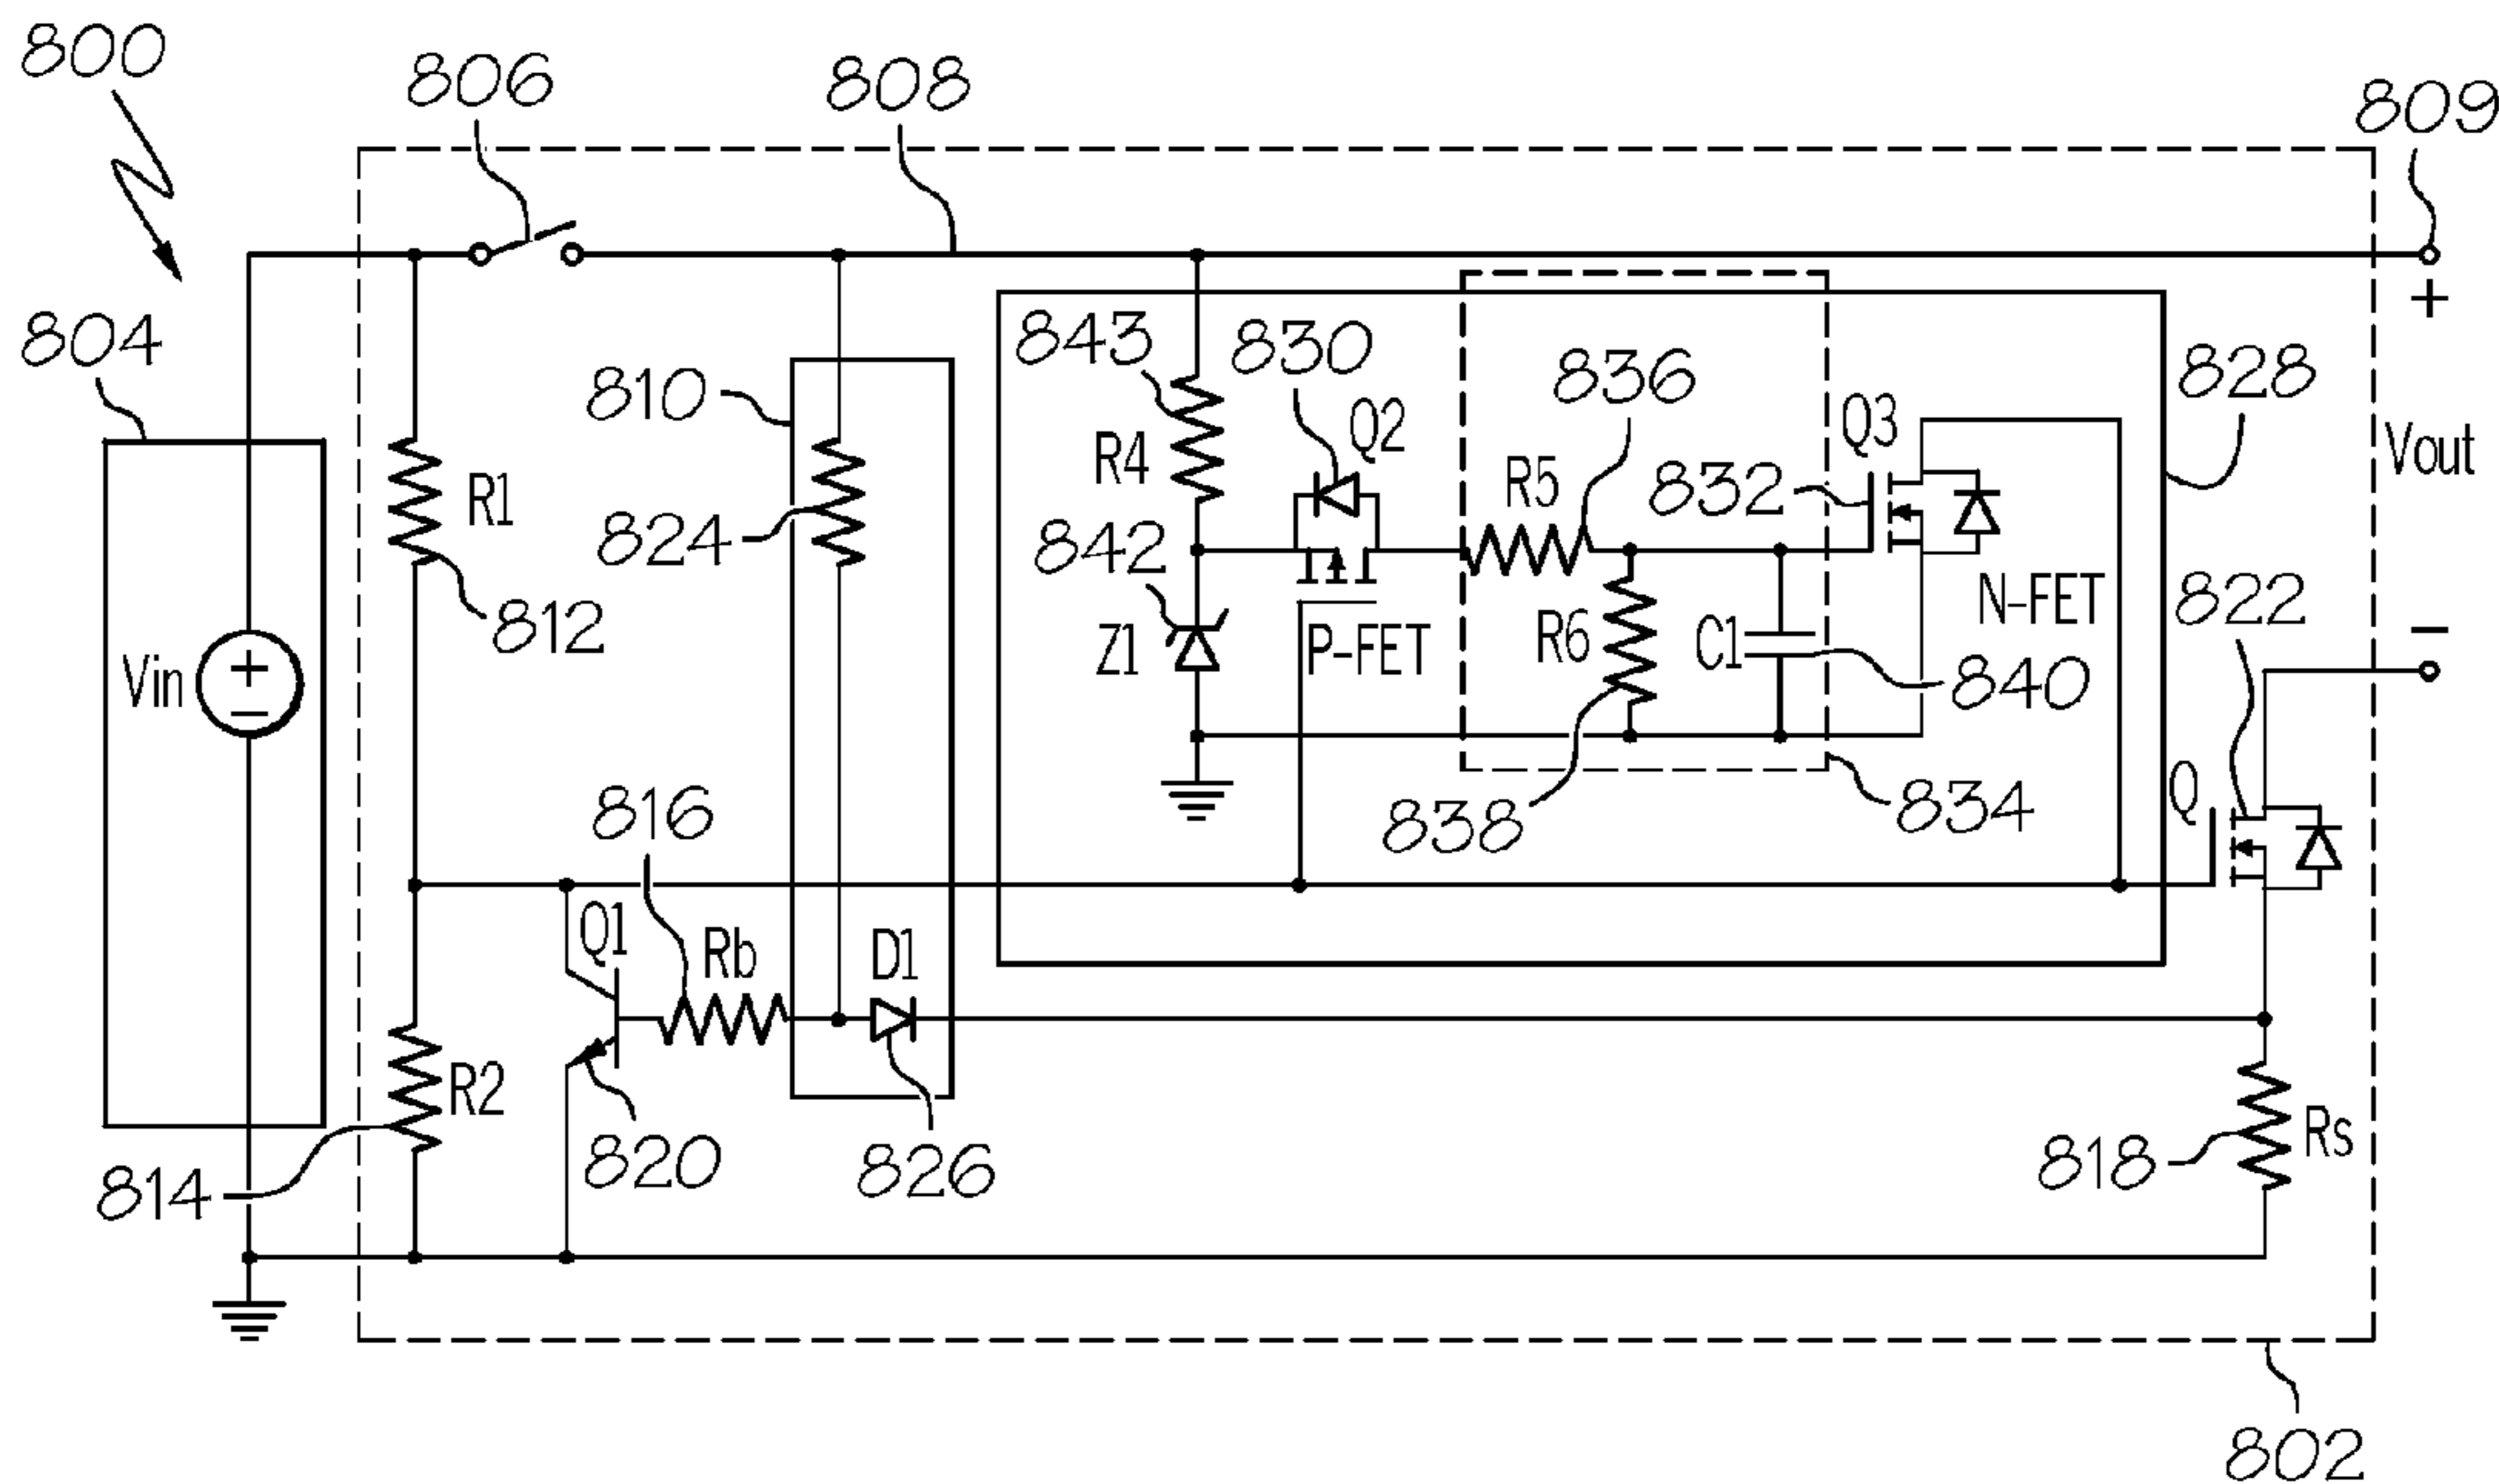 800
806
808
809
+
804
843
830
836
828
810
Q2
Q3
Vout
R4
R5
832
R1
824
842
N-FET
822
812
R6
C1
Z1
P-FET
−
Vin
+
−
840
816
838
834
Q
Q1
Rb
D1
R2
820
826
818
Rs
814
802